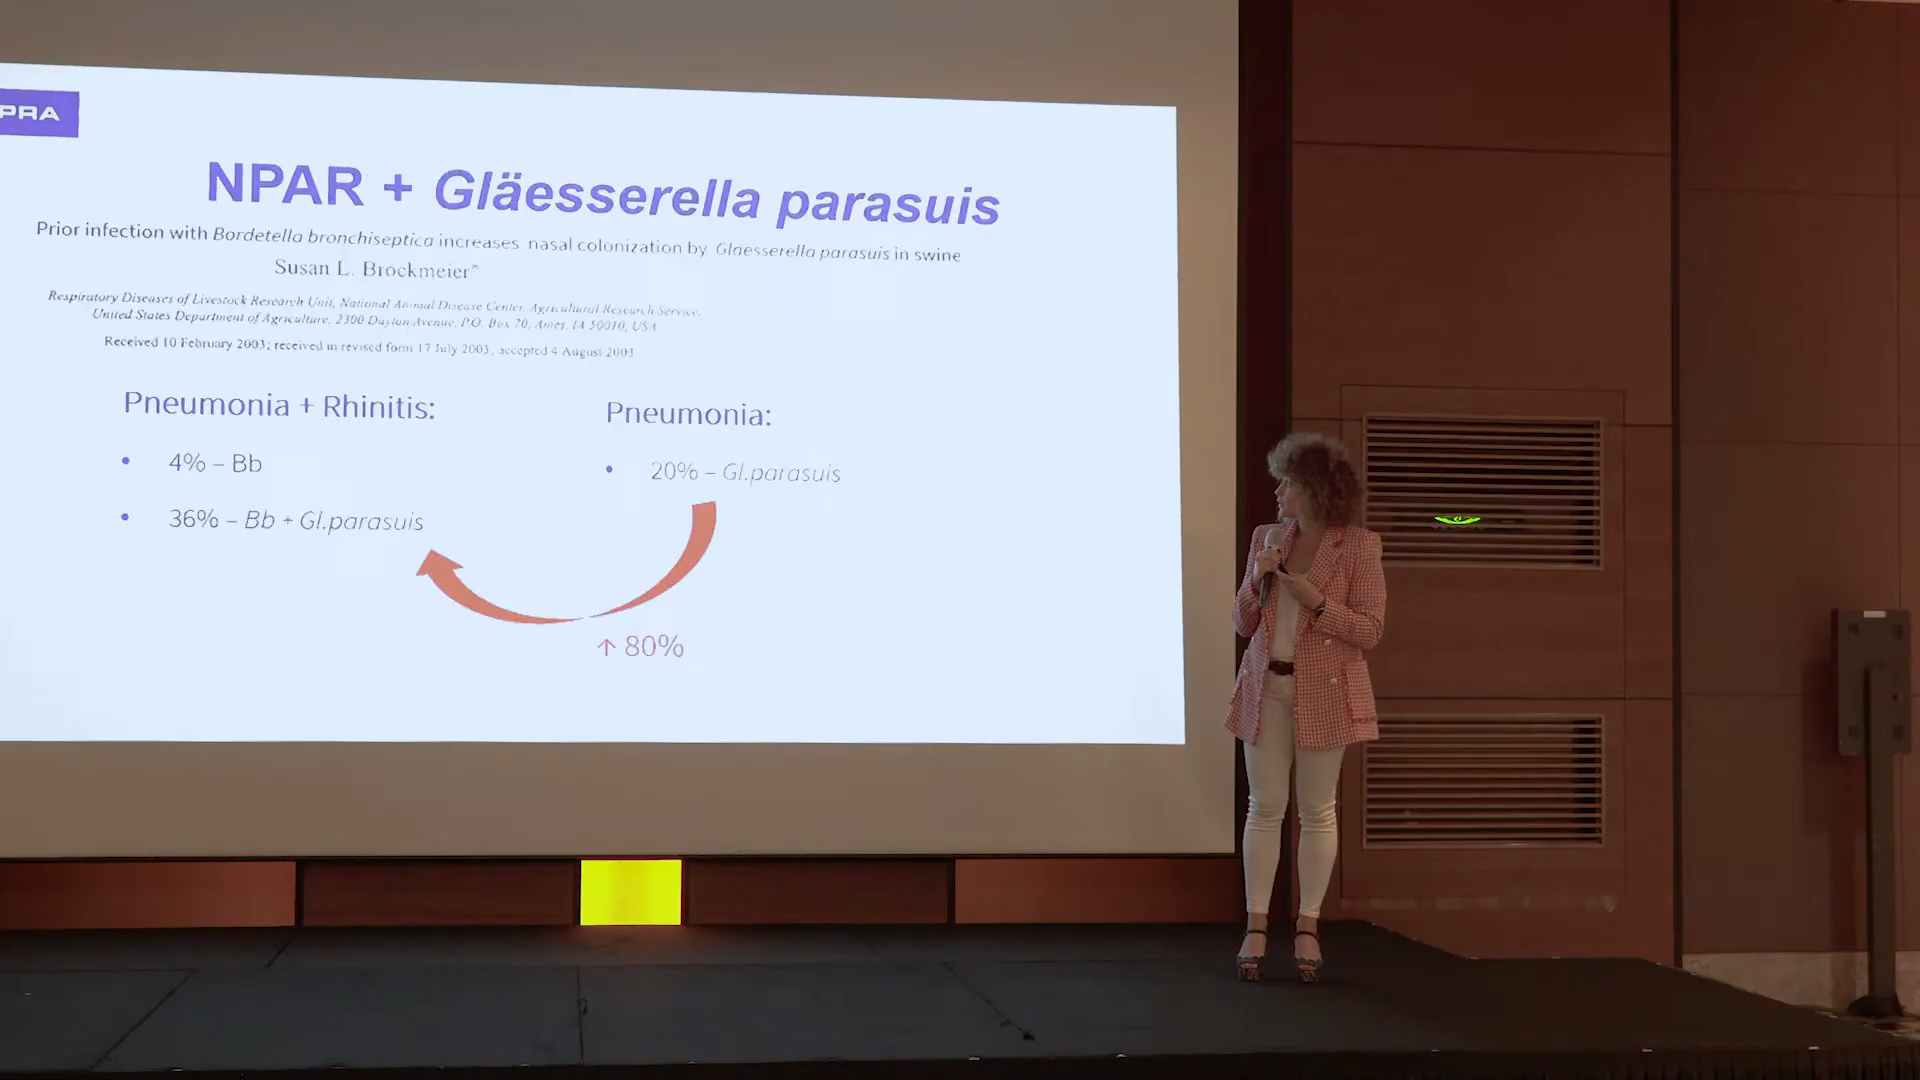 PRA
NPAR + Gläesserella parasuis
Prior infection with Bordetella bronchiseptica increases nasal colonization by Glaesserella parasuis in swine
Susan L. Brockmeier*
Respiratory Diseases of Livestock Research Unit, National Animal Disease Center, Agricultural Research Service,
United States Department of Agriculture, 2300 Dayton Avenue, P.O. Box 70, Ames, IA 50010, USA
Received 10 February 2003; received in revised form 17 July 2003; accepted 4 August 2003
Pneumonia + Rhinitis:
• 4% – Bb
• 36% – Bb + Gl.parasuis
Pneumonia:
• 20% – Gl.parasuis
↑ 80%